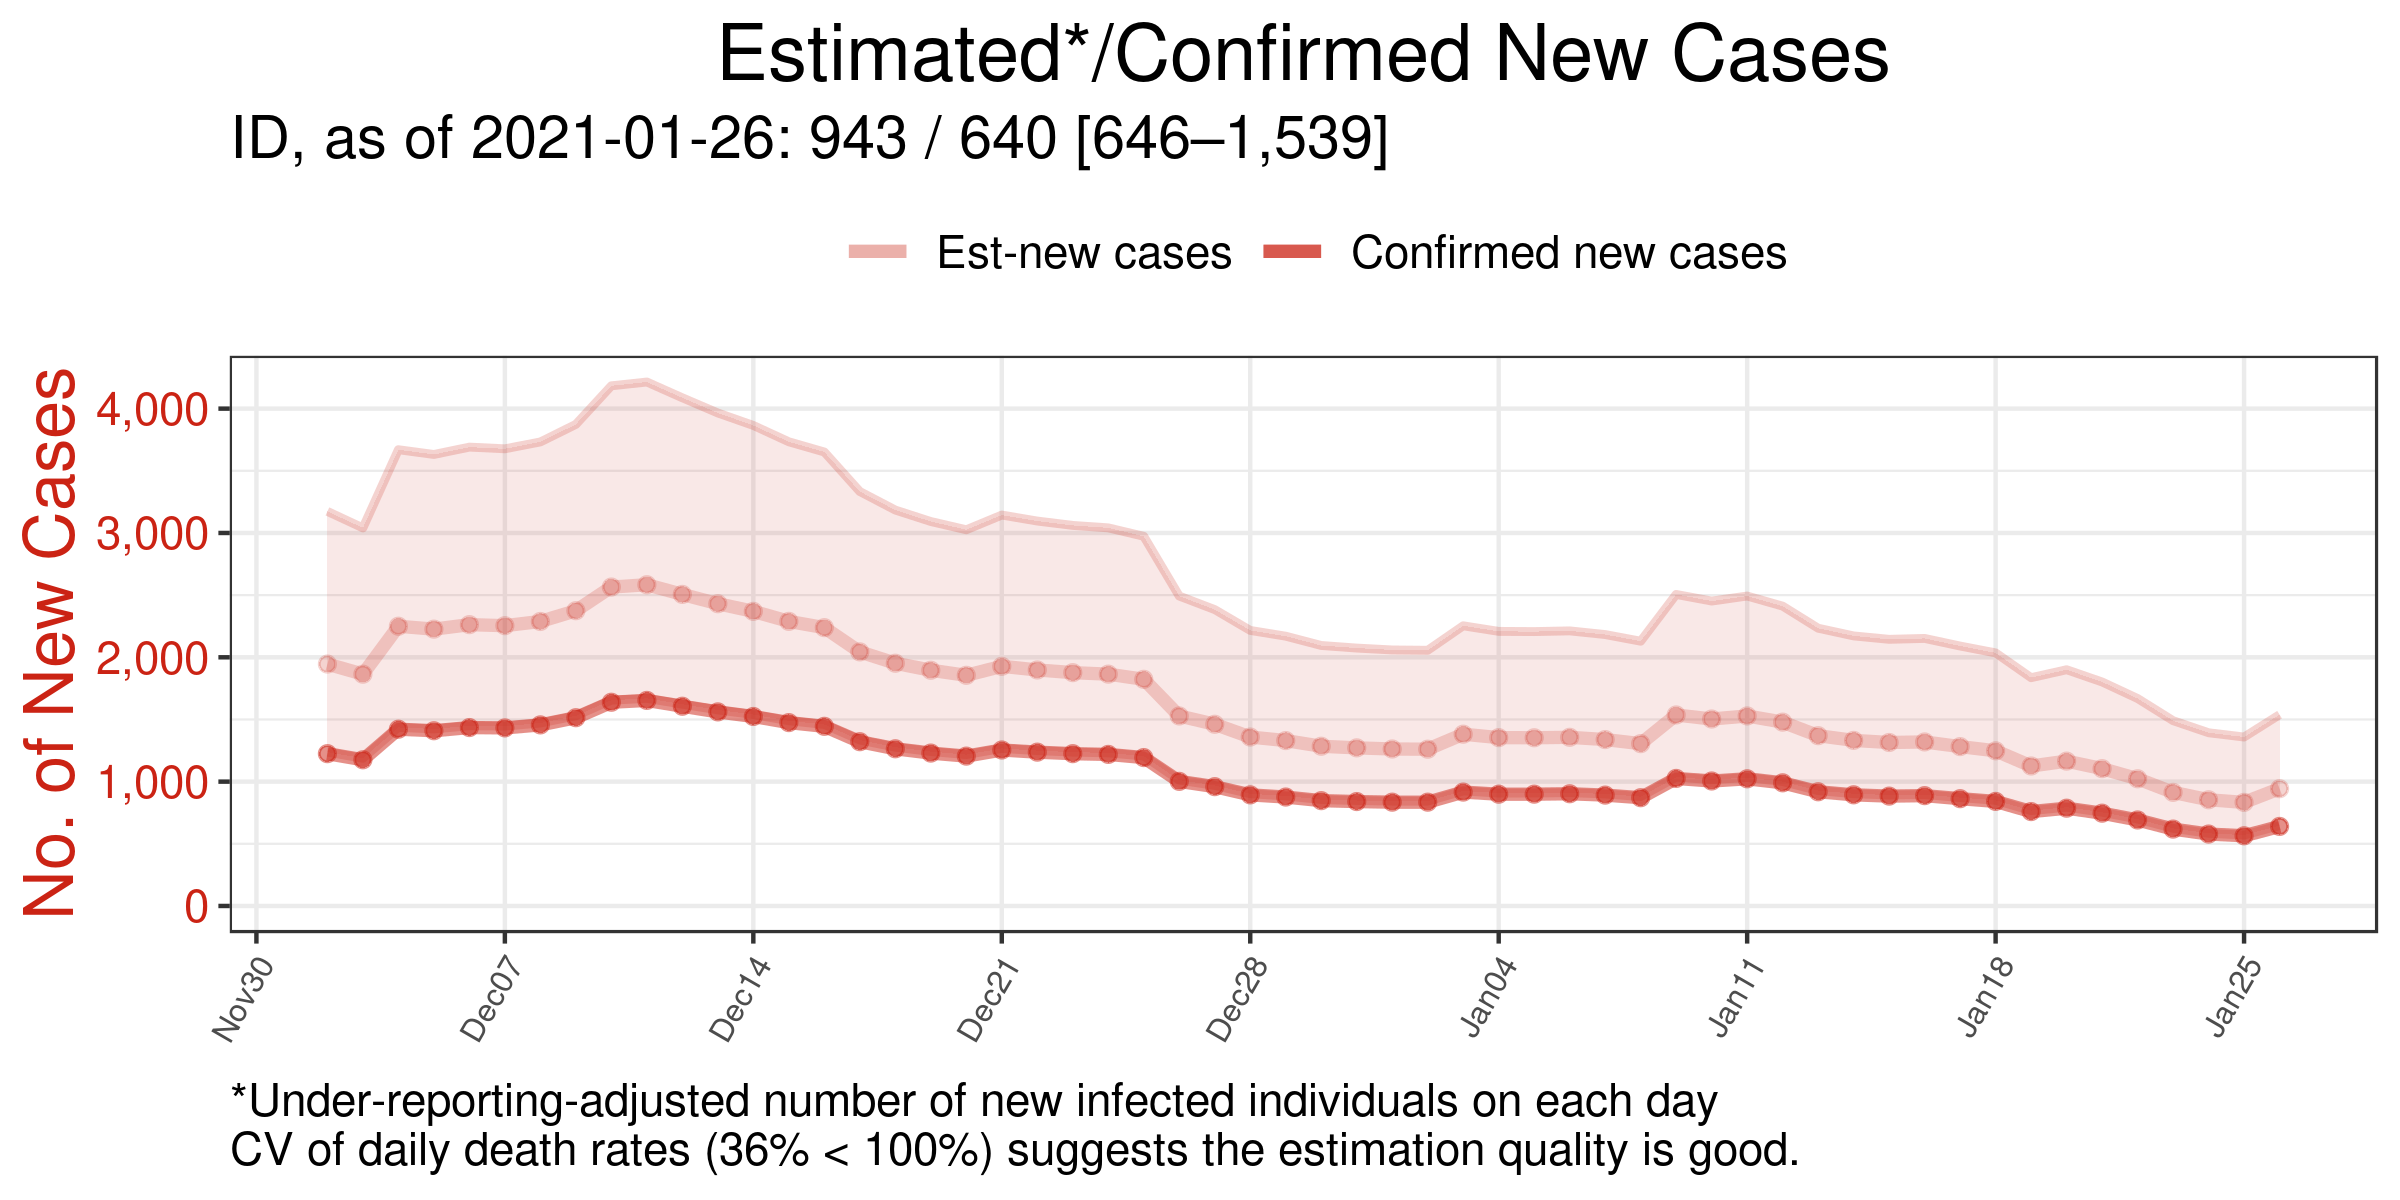 Estimated*/Confirmed New Cases
ID, as of 2021-01-26: 943 / 640 [646–1,539]
Est-new cases Confirmed new cases
No. of New Cases
4,000
3,000
2,000
1,000
0
Nov30 Dec07 Dec14 Dec21 Dec28 Jan04 Jan11 Jan18 Jan25
*Under-reporting-adjusted number of new infected individuals on each day
CV of daily death rates (36% < 100%) suggests the estimation quality is good.